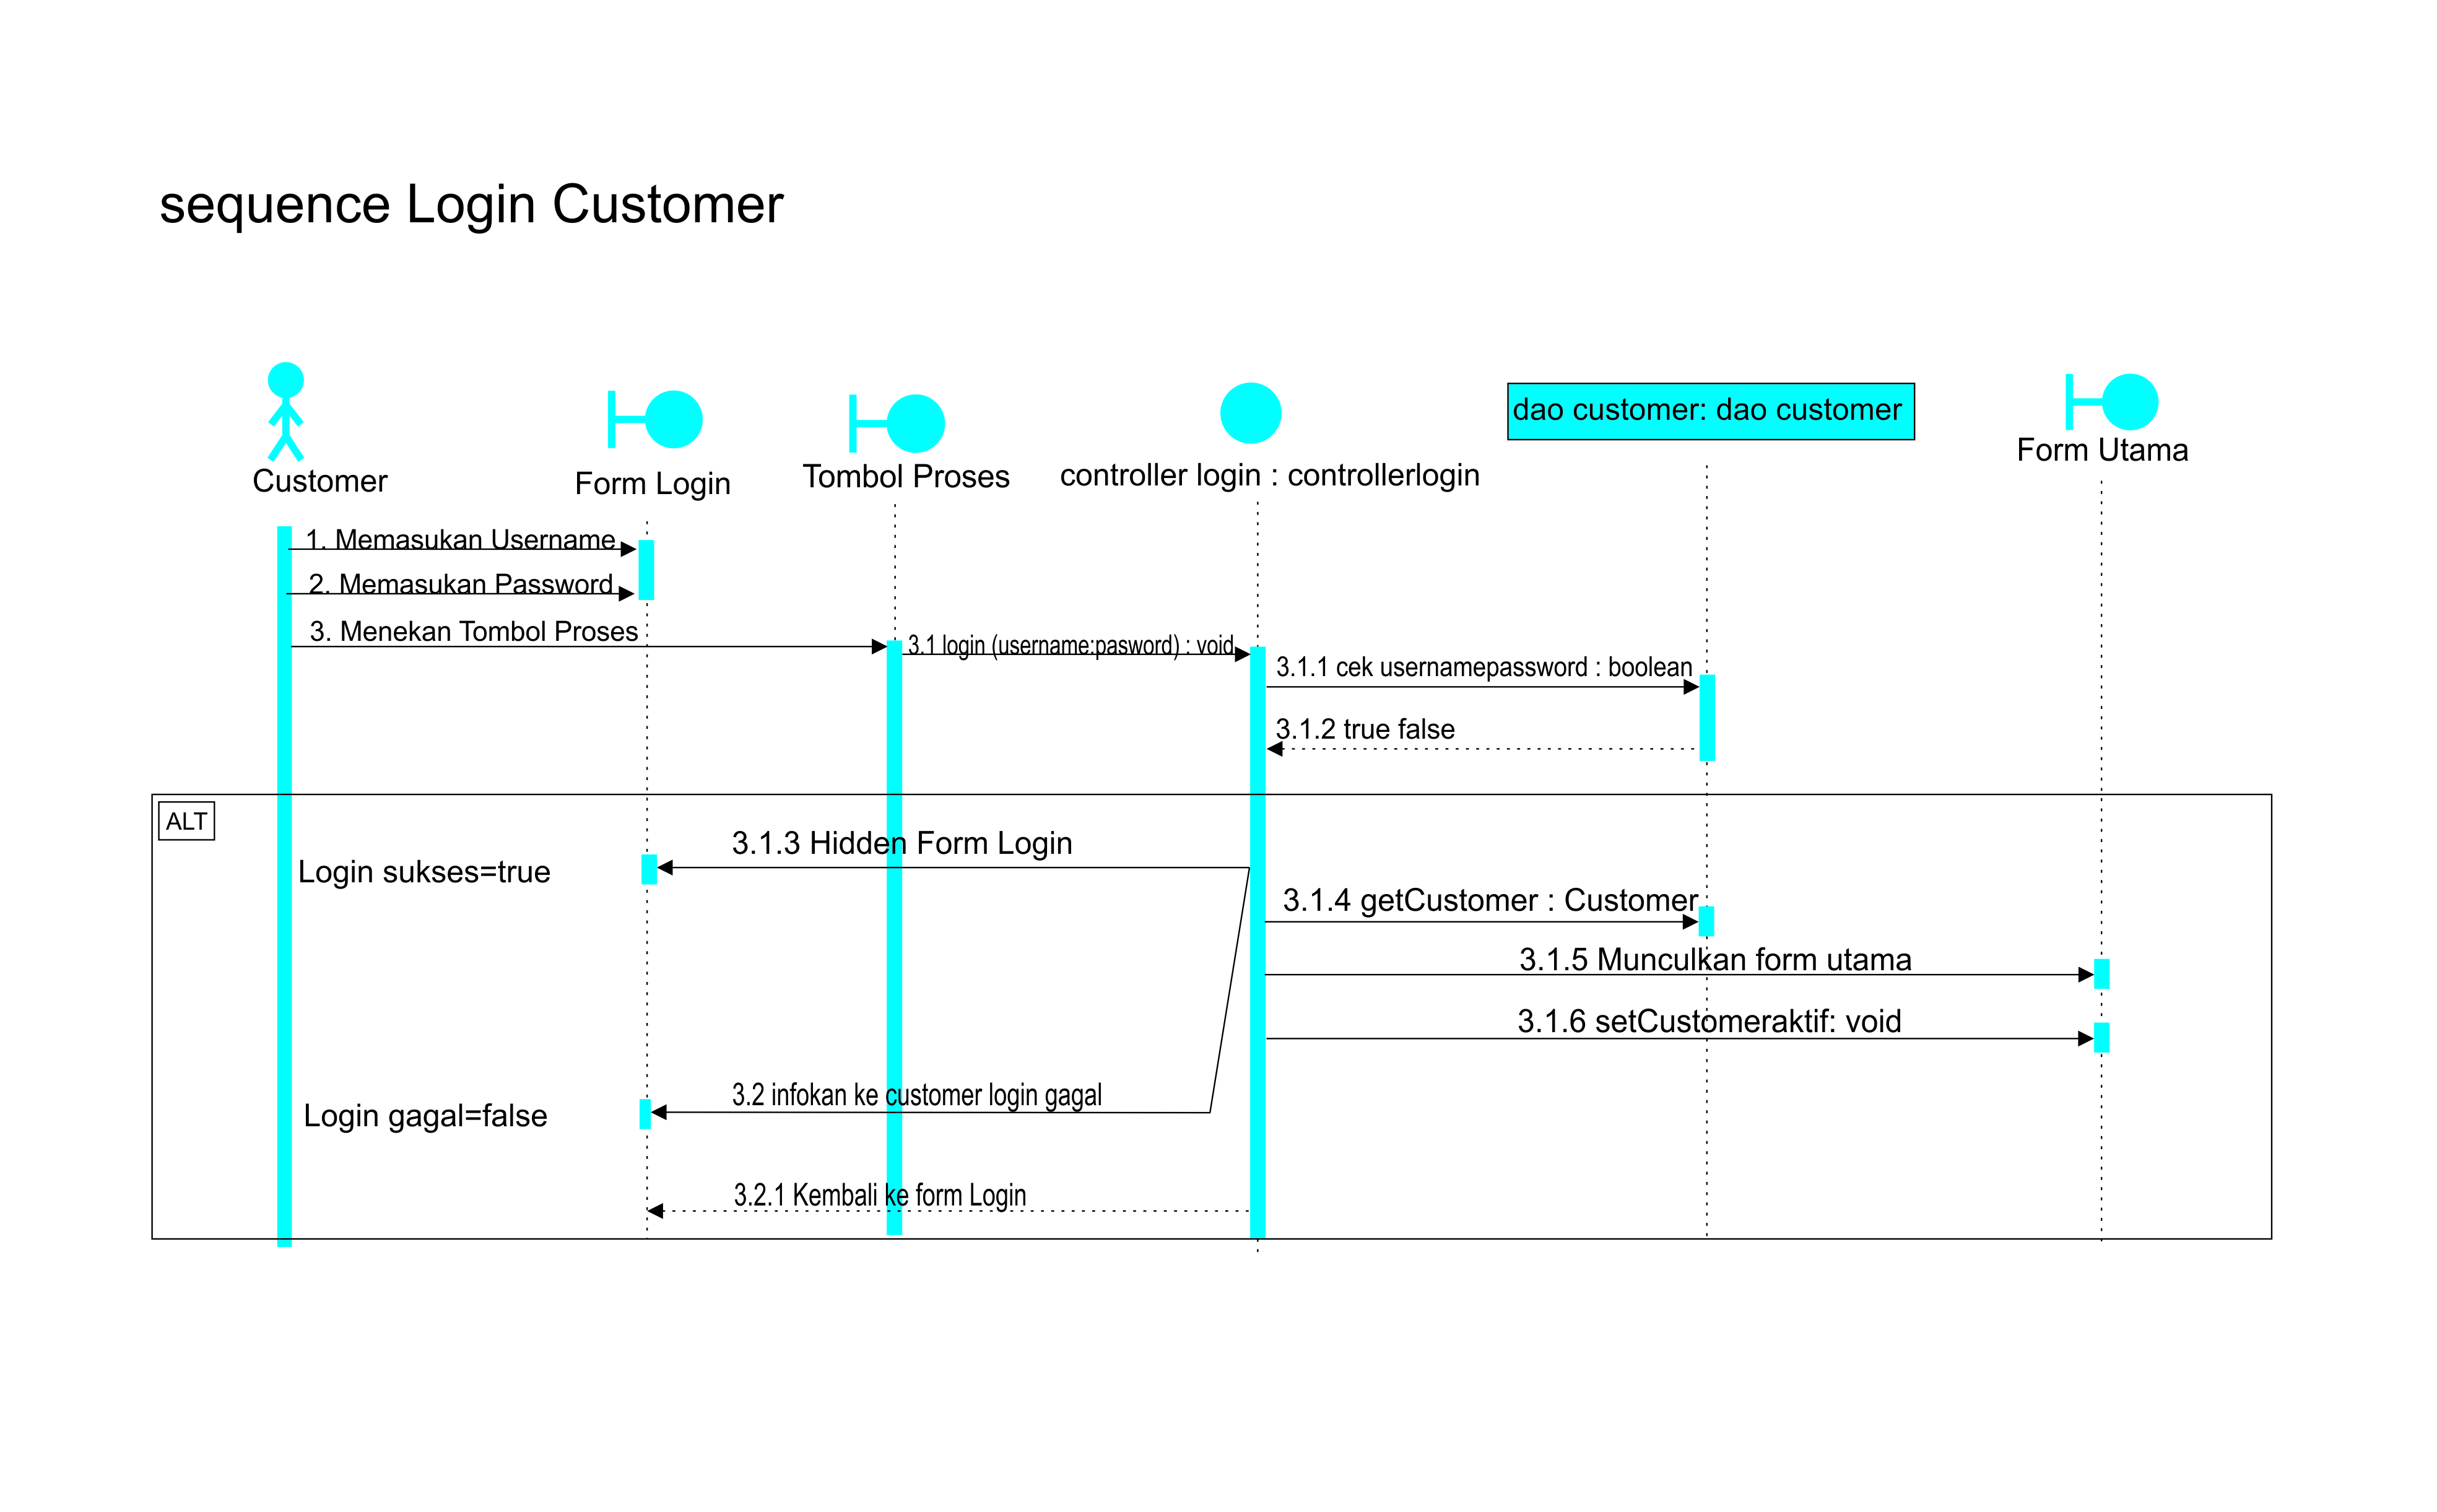 sequence Login Customer
Customer
Form Login
Tombol Proses
controller login : controllerlogin
dao customer: dao customer
Form Utama
1. Memasukan Username
2. Memasukan Password
3. Menekan Tombol Proses
3.1 login (username:pasword) : void
3.1.1 cek usernamepassword : boolean
3.1.2 true false
ALT
3.1.3 Hidden Form Login
Login sukses=true
3.1.4 getCustomer : Customer
3.1.5 Munculkan form utama
3.1.6 setCustomeraktif: void
3.2 infokan ke customer login gagal
Login gagal=false
3.2.1 Kembali ke form Login